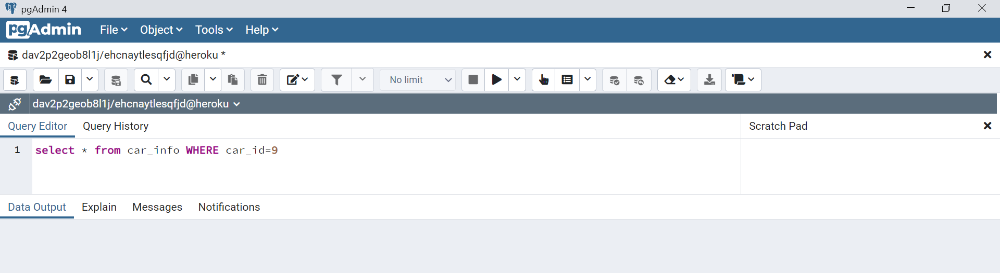 pgAdmin 4
pgAdmin File Object Tools Help
dav2p2geob8l1j/ehcnaytlesqfjd@heroku *
No limit
dav2p2geob8l1j/ehcnaytlesqfjd@heroku
Query Editor Query History Scratch Pad
1 select * from car_info WHERE car_id=9
Data Output Explain Messages Notifications